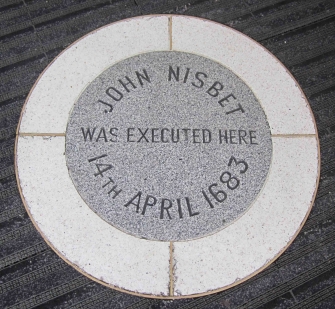 JOHN NISBET
WAS EXECUTED HERE
14TH APRIL 1683